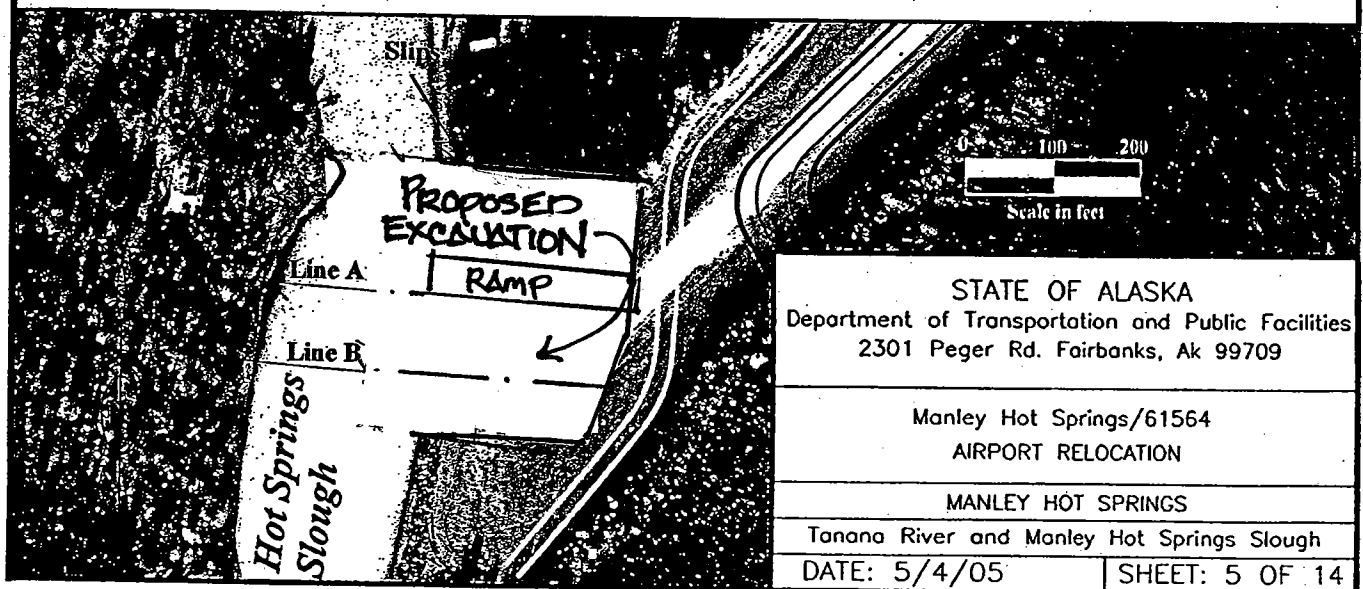 Slips
PROPOSED
EXCAVATION
RAMP
Line A
Line B
Hot Springs
Slough
0 100 200
Scale in feet
STATE OF ALASKA
Department of Transportation and Public Facilities
2301 Peger Rd. Fairbanks, Ak 99709
Manley Hot Springs/61564
AIRPORT RELOCATION
MANLEY HOT SPRINGS
Tanana River and Manley Hot Springs Slough
DATE: 5/4/05
SHEET: 5 OF 14